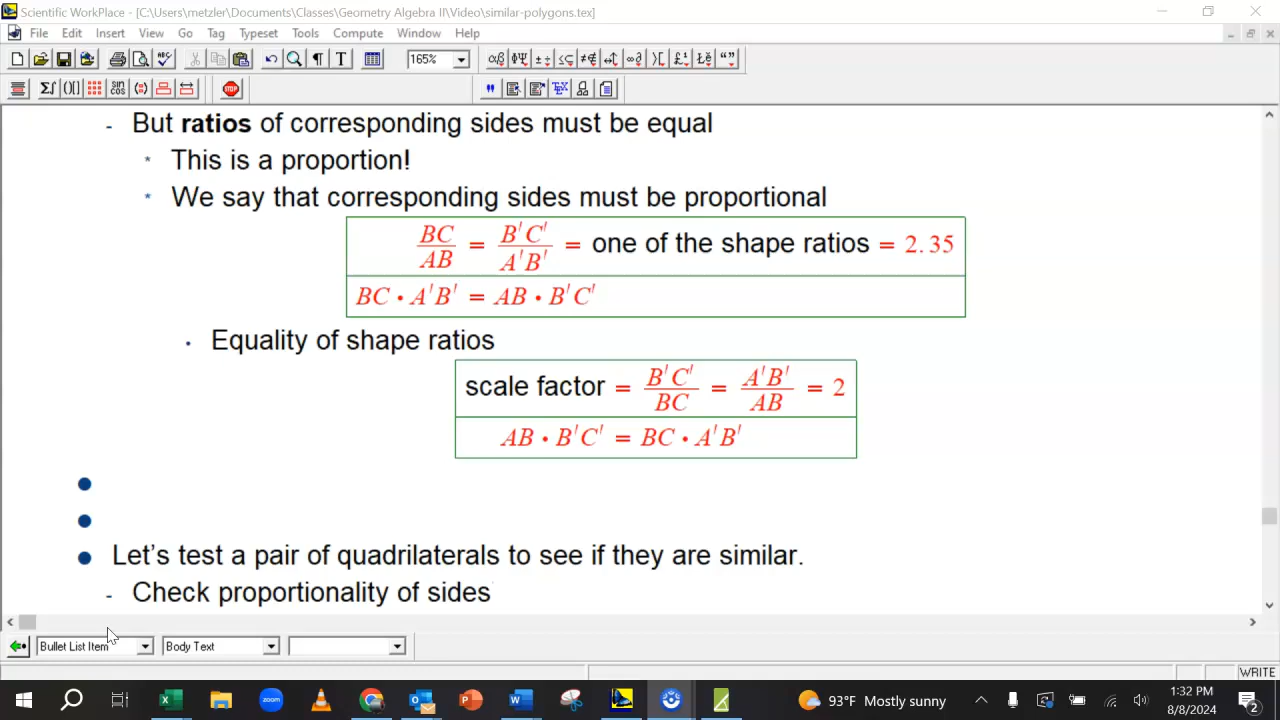 Scientific WorkPlace - [C:\Users\metzler\Documents\Classes\Geometry Algebra II\Video\similar-polygons.tex]
File Edit Insert View Go Tag Typeset Tools Compute Window Help
165%
- But ratios of corresponding sides must be equal
* This is a proportion!
* We say that corresponding sides must be proportional
BC/AB = B'C'/A'B' = one of the shape ratios = 2.35
BC • A'B' = AB • B'C'
• Equality of shape ratios
scale factor = B'C'/BC = A'B'/AB = 2
AB • B'C' = BC • A'B'
•
•
• Let's test a pair of quadrilaterals to see if they are similar.
- Check proportionality of sides
Bullet List Item Body Text
WRITE
zoom 93°F Mostly sunny 1:32 PM
8/8/2024 2